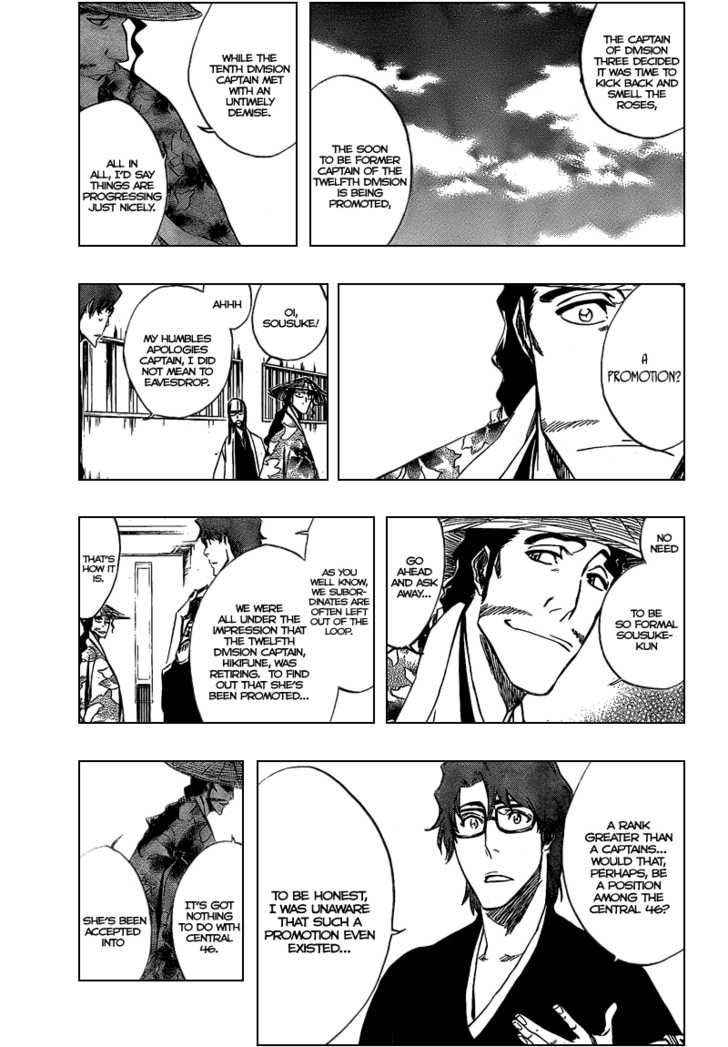 THE CAPTAIN
OF DIVISION
THREE DECIDED
IT WAS TIME TO
KICK BACK AND
SMELL THE
ROSES,
THE SOON
TO BE FORMER
CAPTAIN OF THE
TWELFTH DIVISION
IS BEING
PROMOTED,
WHILE THE
TENTH DIVISION
CAPTAIN MET
WITH AN
UNTIMELY
DEMISE.
ALL IN
ALL, I'D SAY
THINGS ARE
PROGRESSING
JUST NICELY.
A
PROMOTION?
OI,
SOUSUKE!
AHHH
MY HUMBLES
APOLOGIES
CAPTAIN, I DID
NOT MEAN TO
EAVESDROP.
NO
NEED
TO BE
SO FORMAL
SOUSUKE-
KUN
GO
AHEAD
AND ASK
AWAY...
AS YOU
WELL KNOW,
WE SUBOR-
DINATES ARE
OFTEN LEFT
OUT OF THE
LOOP.
WE WERE
ALL UNDER THE
IMPRESSION THAT
THE TWELFTH
DIVISION CAPTAIN,
HIKIFUNE, WAS
RETIRING. TO FIND
OUT THAT SHE'S
BEEN PROMOTED...
THAT'S
HOW IT
IS.
A RANK
GREATER THAN
A CAPTAINS...
WOULD THAT,
PERHAPS, BE
A POSITION
AMONG THE
CENTRAL 46?
TO BE HONEST,
I WAS UNAWARE
THAT SUCH A
PROMOTION EVEN
EXISTED...
IT'S GOT
NOTHING
TO DO WITH
CENTRAL
46.
SHE'S BEEN
ACCEPTED
INTO